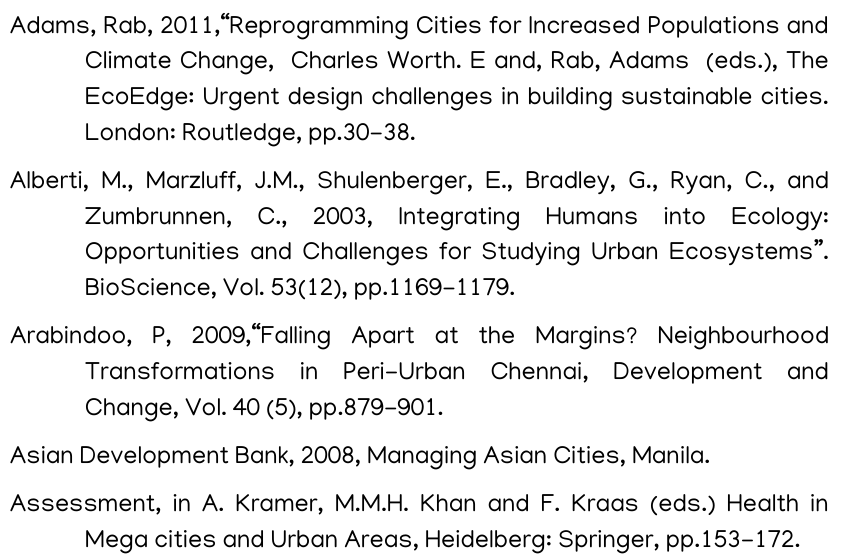 Adams, Rab, 2011,“Reprogramming Cities for Increased Populations and
Climate Change, Charles Worth. E and, Rab, Adams (eds.), The
EcoEdge: Urgent design challenges in building sustainable cities.
London: Routledge, pp.30–38.
Alberti, M., Marzluff, J.M., Shulenberger, E., Bradley, G., Ryan, C., and
Zumbrunnen, C., 2003, Integrating Humans into Ecology:
Opportunities and Challenges for Studying Urban Ecosystems”.
BioScience, Vol. 53(12), pp.1169–1179.
Arabindoo, P, 2009,“Falling Apart at the Margins? Neighbourhood
Transformations in Peri–Urban Chennai, Development and
Change, Vol. 40 (5), pp.879–901.
Asian Development Bank, 2008, Managing Asian Cities, Manila.
Assessment, in A. Kramer, M.M.H. Khan and F. Kraas (eds.) Health in
Mega cities and Urban Areas, Heidelberg: Springer, pp.153–172.